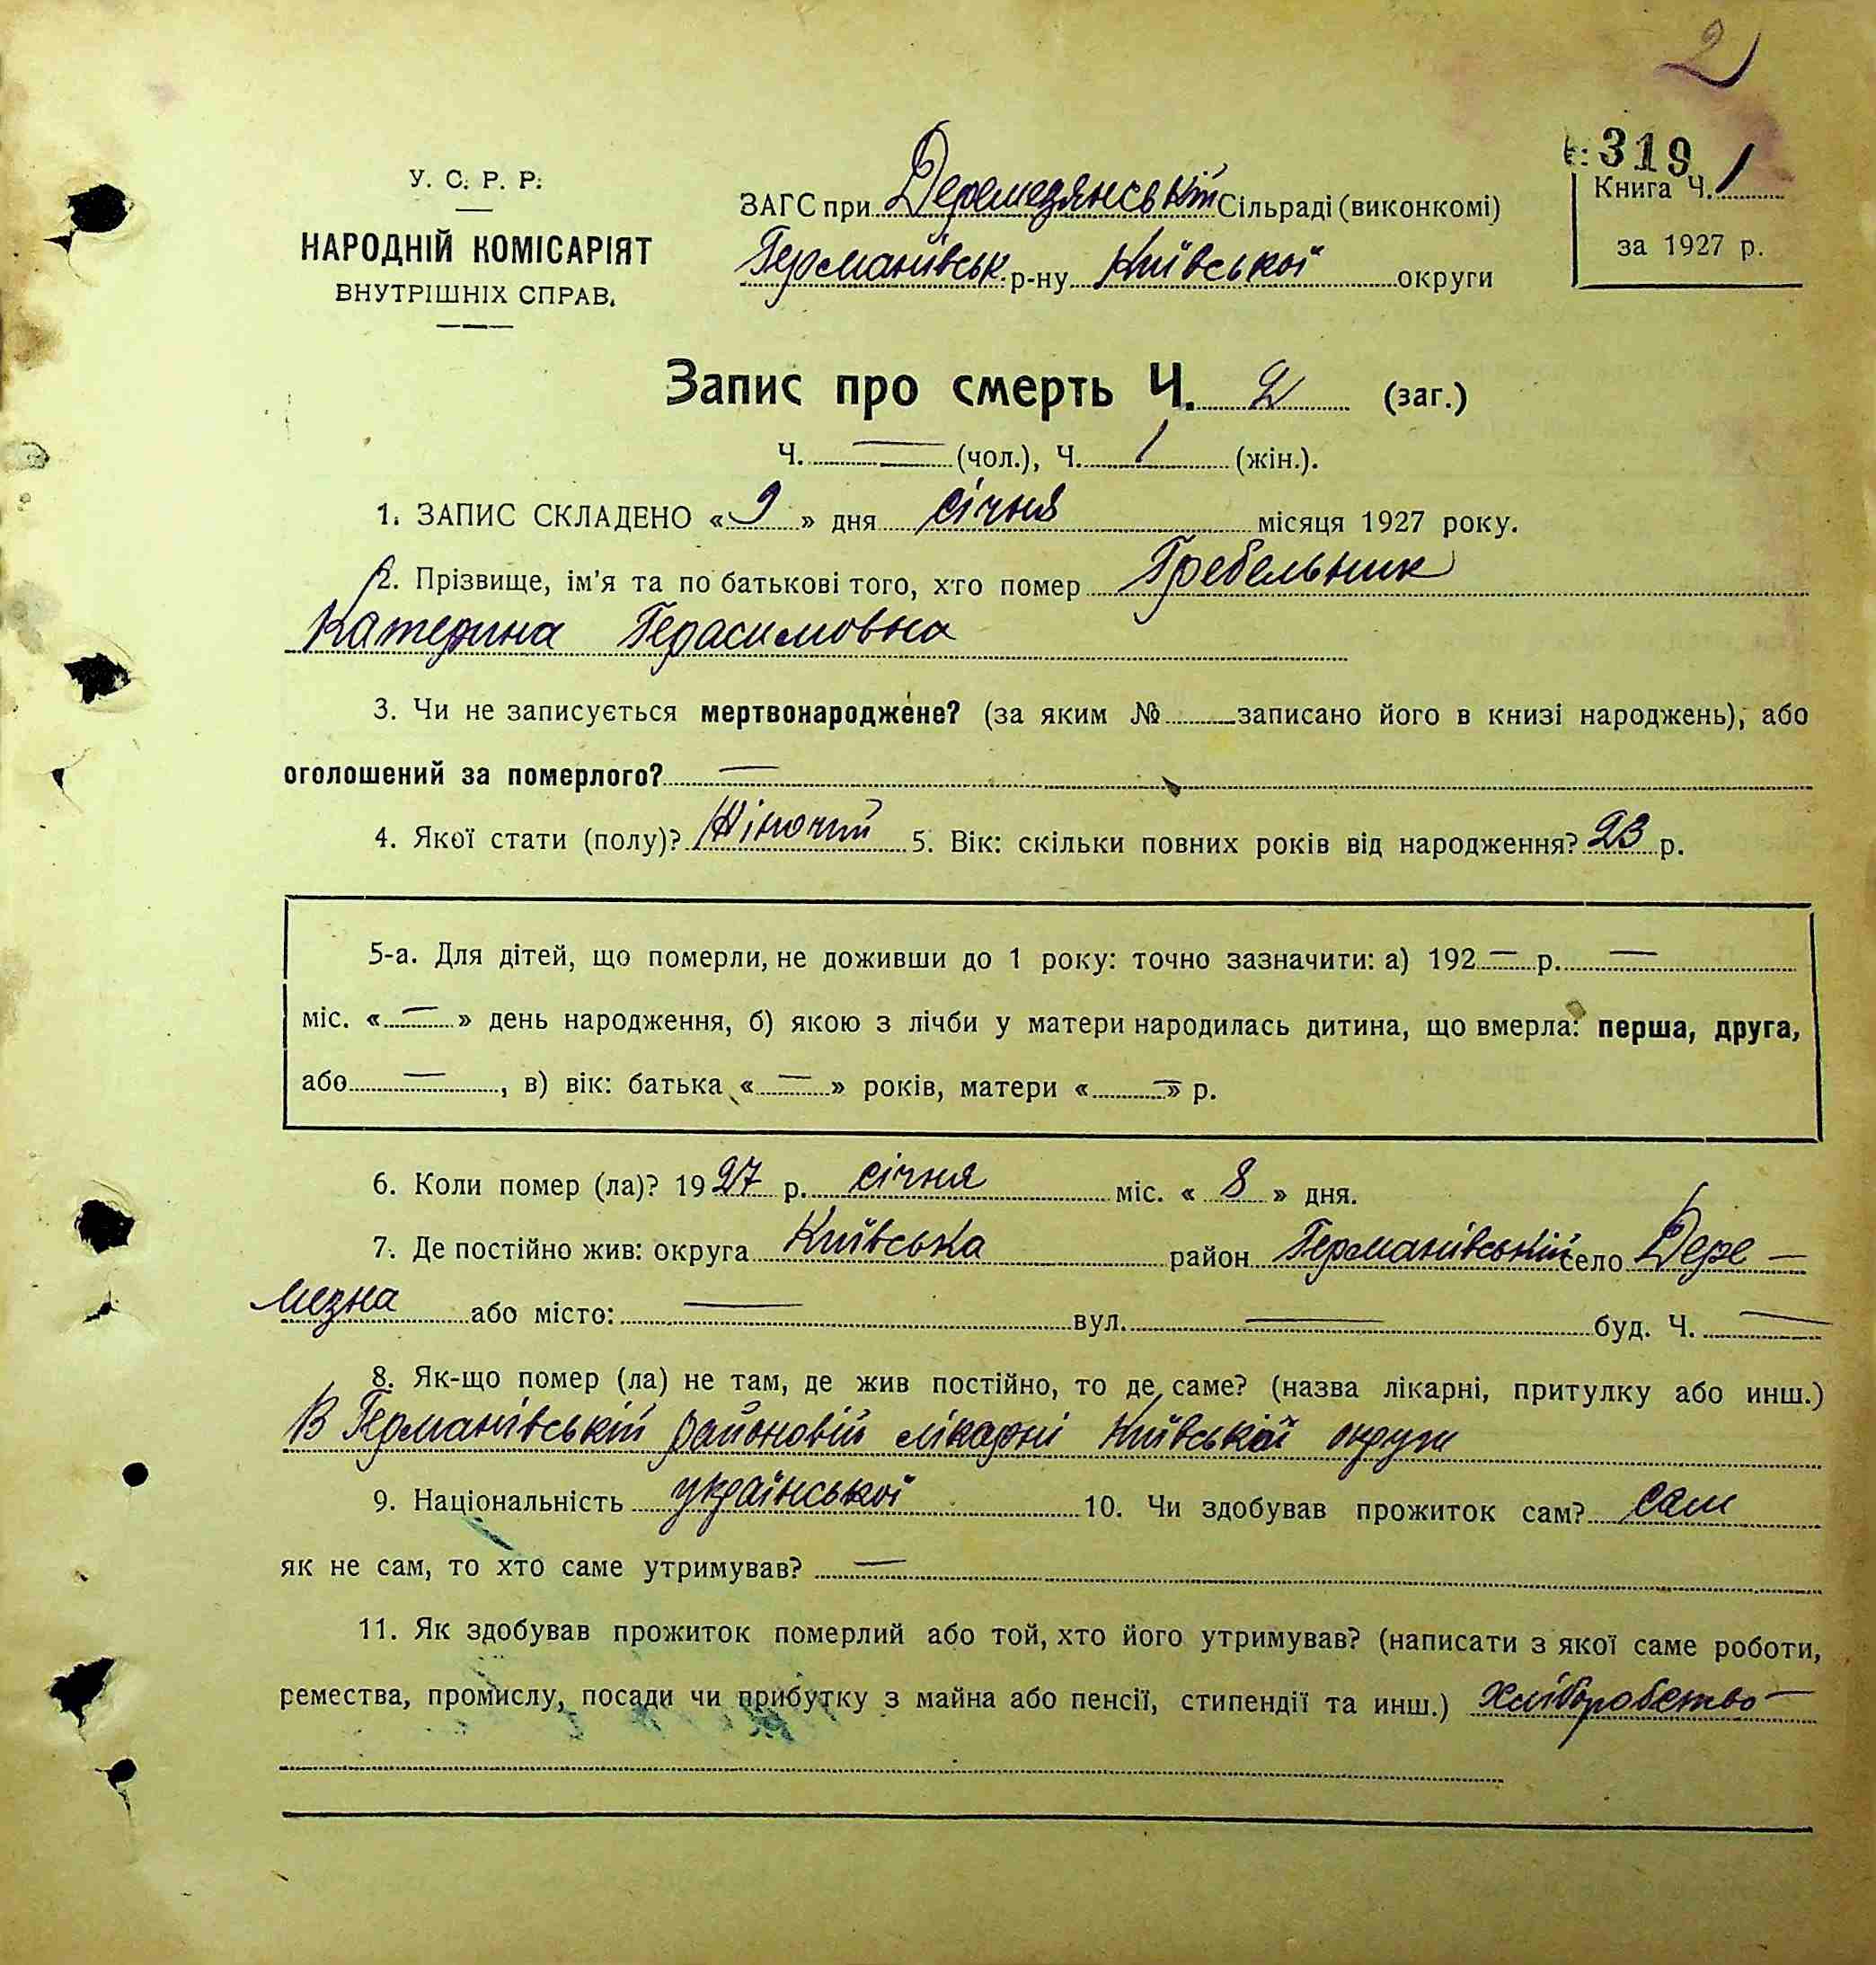 2
319
У. С. Р. Р.
НАРОДНІЙ КОМІСАРІЯТ
ВНУТРІШНІХ СПРАВ.
ЗАГС при Деремезянській Сільраді (виконкомі)
Германівськ. р-ну Київської округи
Книга Ч. 1
за 1927 р.
Запис про смерть Ч. 2 (заг.)
Ч. — (чол.), Ч. 1 (жін.).
1. ЗАПИС СКЛАДЕНО «9» дня січня місяця 1927 року.
2. Прізвище, ім'я та по батькові того, хто помер Гребельник
Катерина Герасимовна
3. Чи не записується мертвонароджене? (за яким № записано його в книзі народжень), або
оголошений за померлого? —
4. Якої стати (полу)? Жіночий 5. Вік: скільки повних років від народження? 23 р.
5-а. Для дітей, що померли, не доживши до 1 року: точно зазначити: а) 192 — р. —
міс. « — » день народження, б) якою з лічби у матери народилась дитина, що вмерла: перша, друга,
або — , в) вік: батька « — » років, матери « — » р.
6. Коли помер (ла)? 1927 р. січня міс. « 8 » дня.
7. Де постійно жив: округа Київська район Германівський село Дере—
мезна або місто: — вул. — буд. Ч. —
8. Як-що помер (ла) не там, де жив постійно, то де саме? (назва лікарні, притулку або инш.)
В Германівській районовій лікарні Київської округи
9. Національність української 10. Чи здобував прожиток сам? сам
як не сам, то хто саме утримував? —
11. Як здобував прожиток померлий або той, хто його утримував? (написати з якої саме роботи,
ремества, промислу, посади чи прибутку з майна або пенсії, стипендії та инш.) хліборобство —